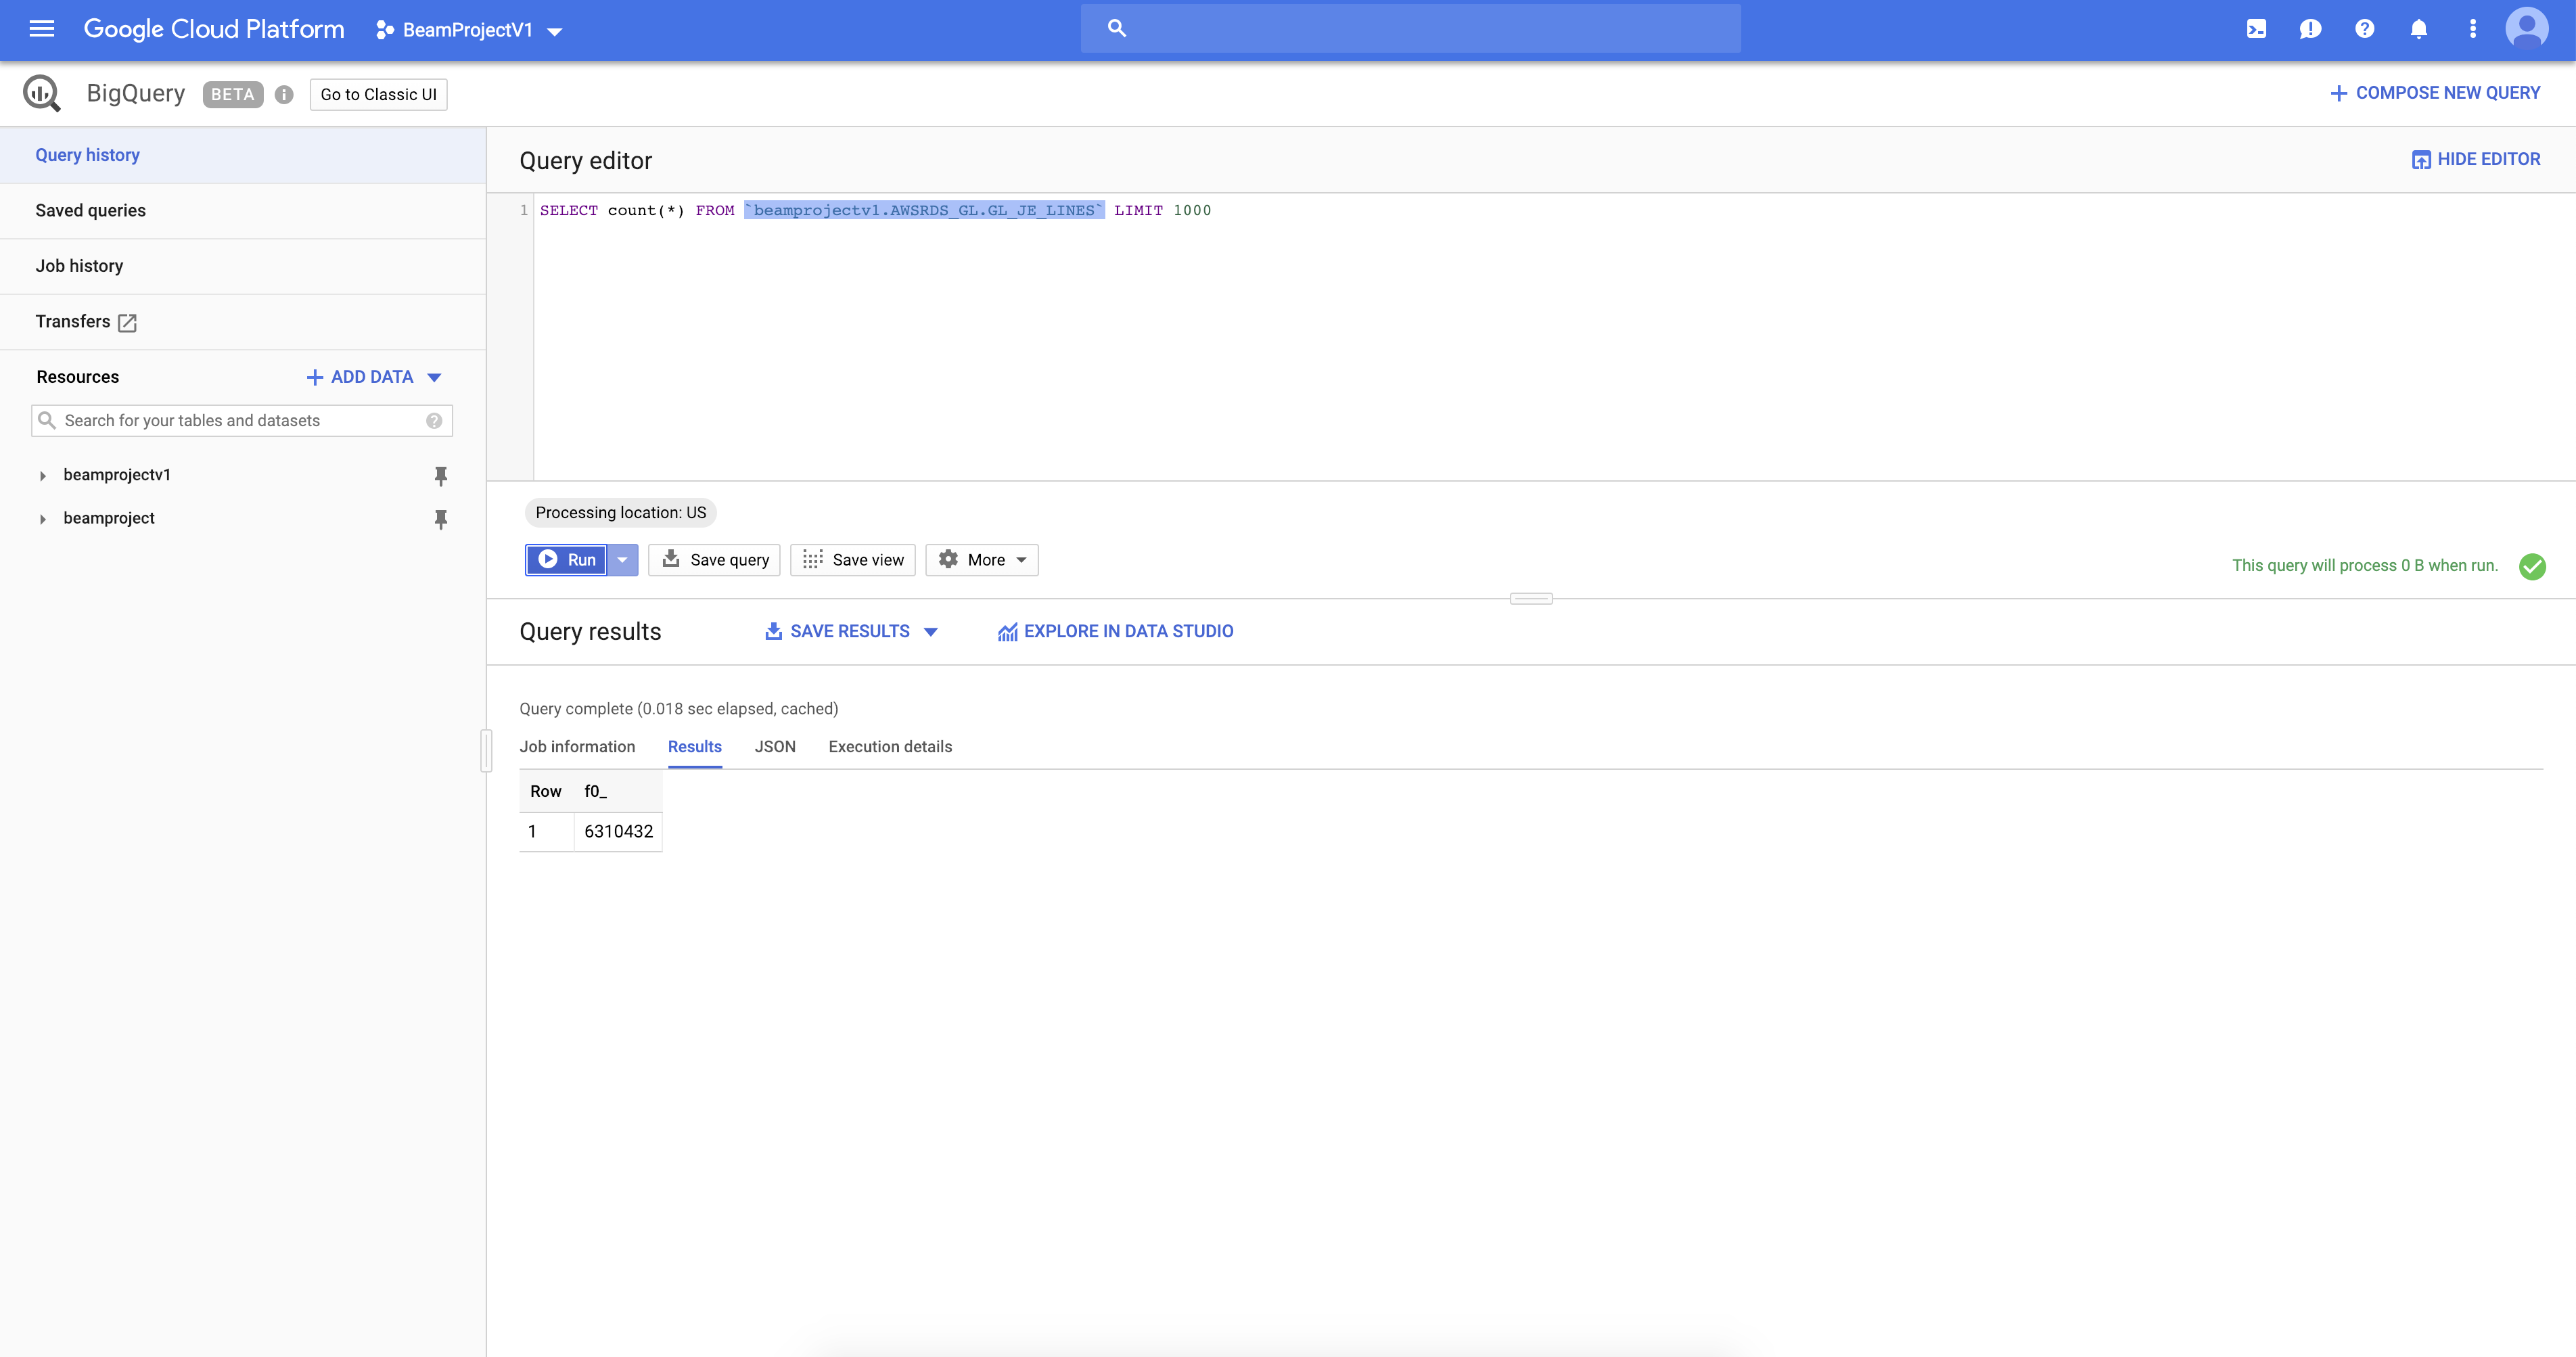 Google Cloud Platform BeamProjectV1
BigQuery BETA Go to Classic UI
COMPOSE NEW QUERY
Query history
Saved queries
Job history
Transfers
Resources ADD DATA
Search for your tables and datasets
beamprojectv1
beamproject
Query editor
HIDE EDITOR
1 SELECT count(*) FROM `beamprojectv1.AWSRDS_GL.GL_JE_LINES` LIMIT 1000
Processing location: US
Run Save query Save view More
This query will process 0 B when run.
Query results SAVE RESULTS EXPLORE IN DATA STUDIO
Query complete (0.018 sec elapsed, cached)
Job information Results JSON Execution details
Row f0_
1 6310432